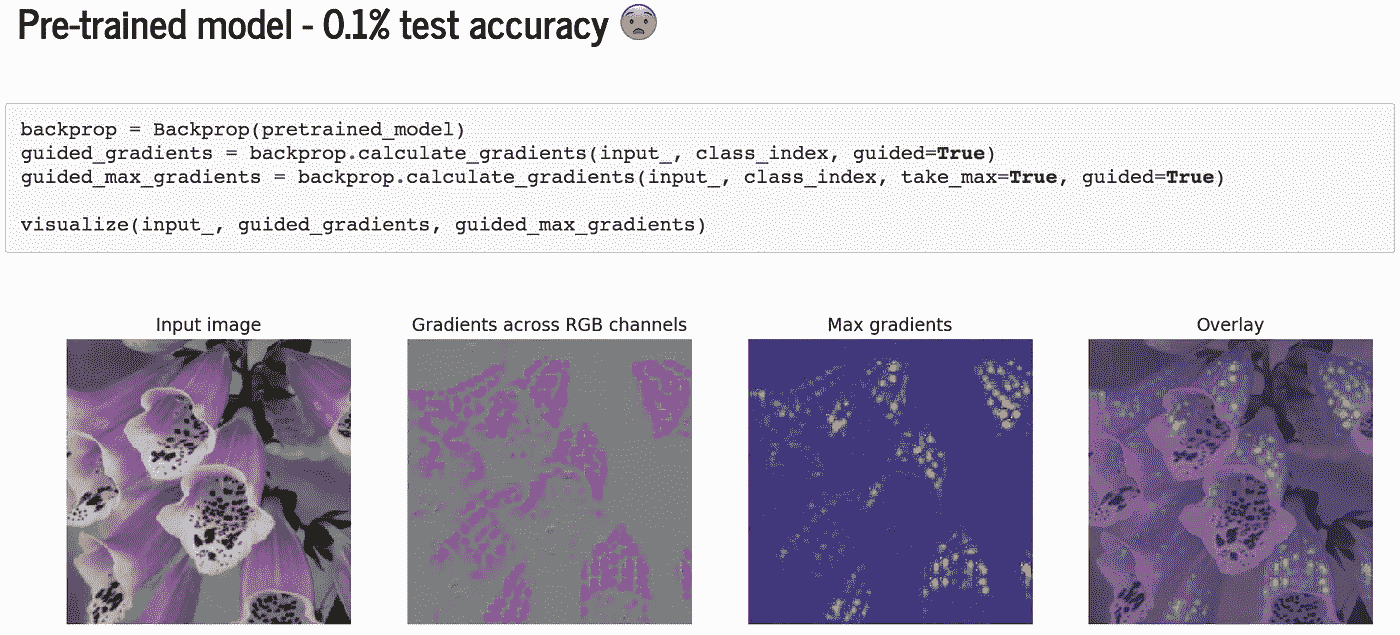 Pre-trained model - 0.1% test accuracy 😨
backprop = Backprop(pretrained_model)
guided_gradients = backprop.calculate_gradients(input_, class_index, guided=True)
guided_max_gradients = backprop.calculate_gradients(input_, class_index, take_max=True, guided=True)
visualize(input_, guided_gradients, guided_max_gradients)
Input image
Gradients across RGB channels
Max gradients
Overlay